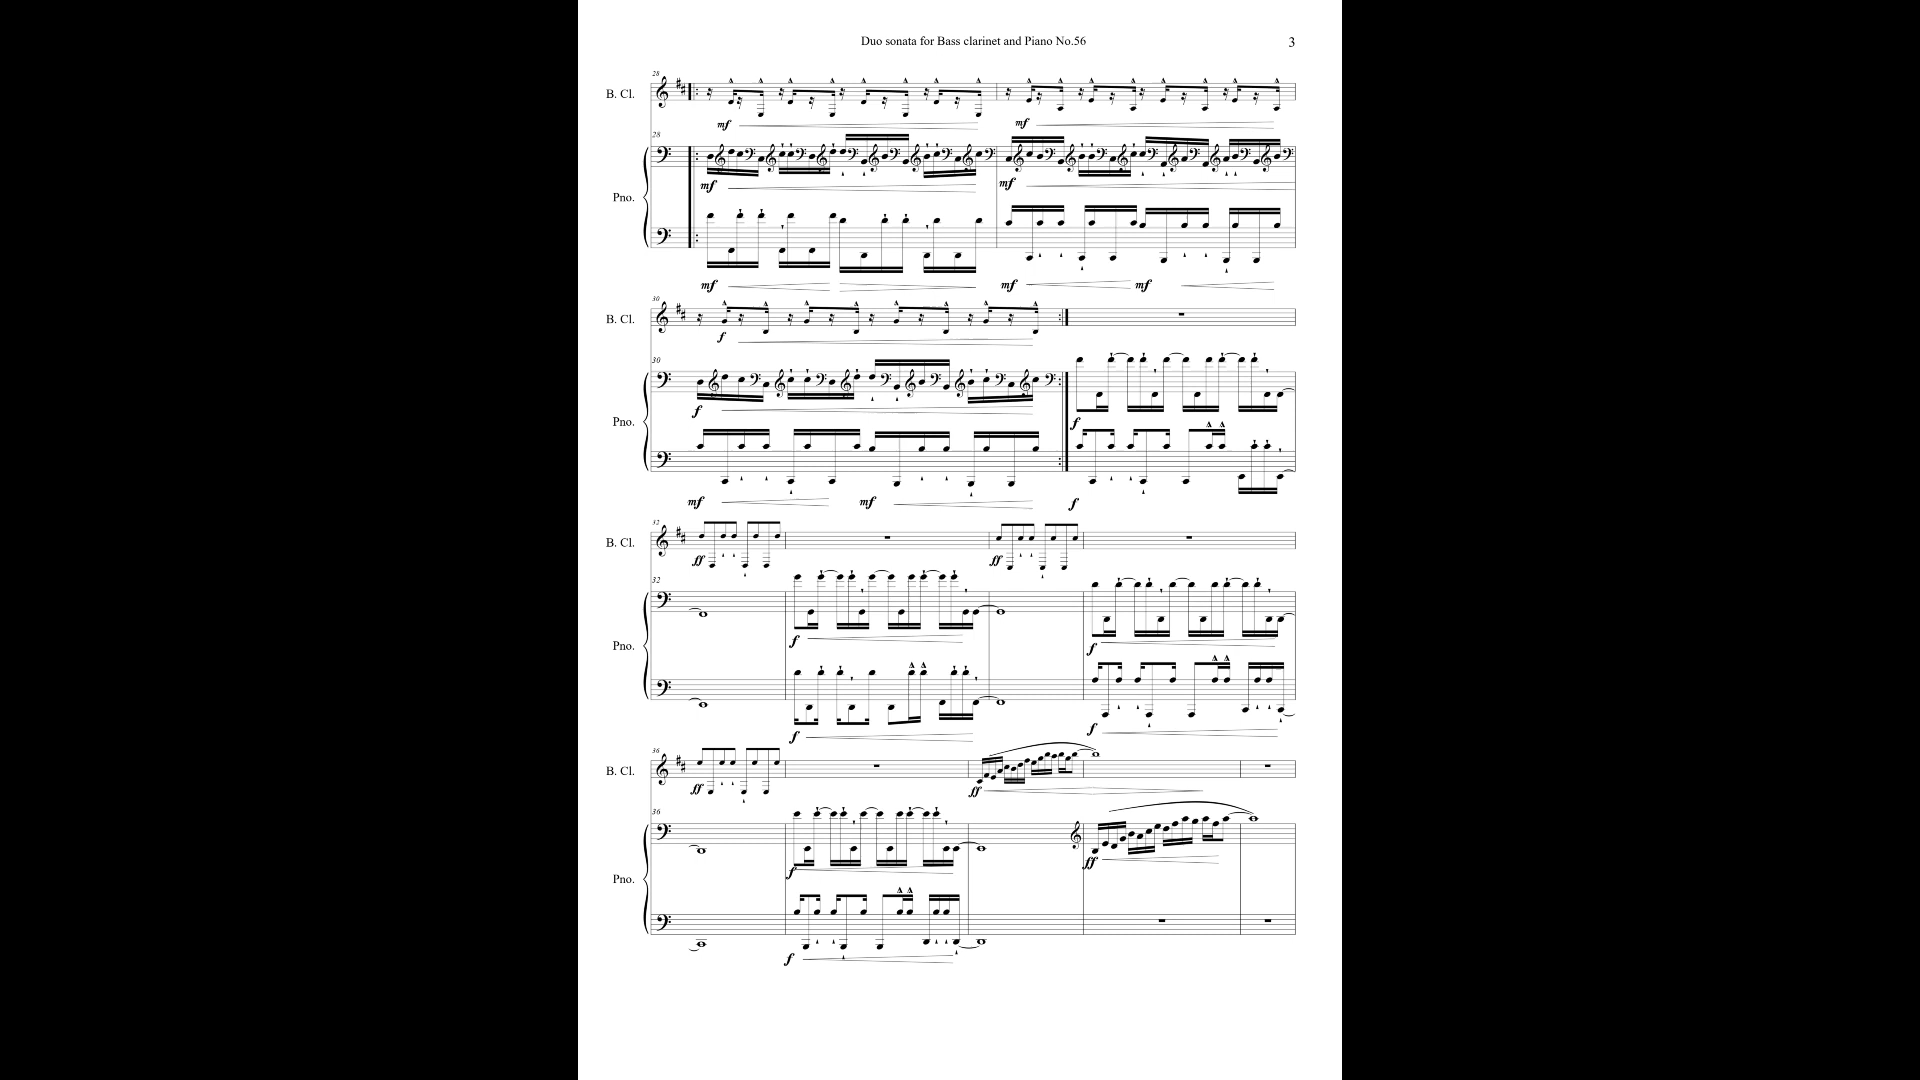 Duo sonata for Bass clarinet and Piano No.56
3
28
B. Cl.
mf mf
28
mf mf
Pno.
mf mf mf
30
B. Cl.
f
30
f f
Pno.
mf mf f
32
B. Cl.
ff ff
32
f f
Pno.
f f
36
B. Cl.
ff ff
36
f ff
Pno.
f